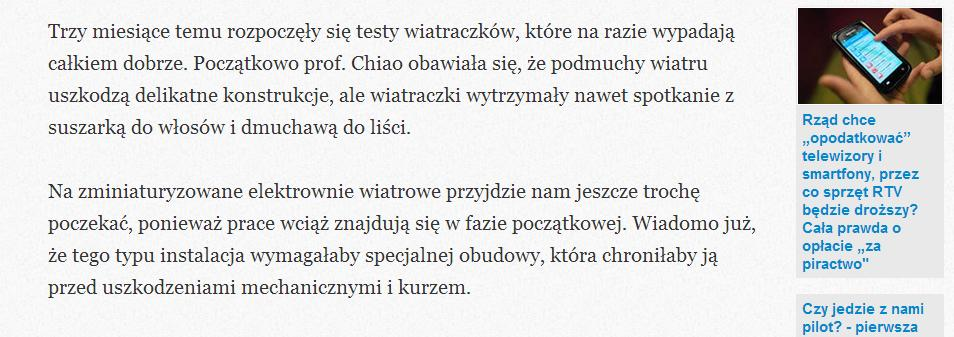 Trzy miesiące temu rozpoczęły się testy wiatraczków, które na razie wypadają
całkiem dobrze. Początkowo prof. Chiao obawiała się, że podmuchy wiatru
uszkodzą delikatne konstrukcje, ale wiatraczki wytrzymały nawet spotkanie z
suszarką do włosów i dmuchawą do liści.
Na zminiaturyzowane elektrownie wiatrowe przyjdzie nam jeszcze trochę
poczekać, ponieważ prace wciąż znajdują się w fazie początkowej. Wiadomo już,
że tego typu instalacja wymagałaby specjalnej obudowy, która chroniłaby ją
przed uszkodzeniami mechanicznymi i kurzem.
Rząd chce
„opodatkować”
telewizory i
smartfony, przez
co sprzęt RTV
będzie droższy?
Cała prawda o
opłacie „za
piractwo"
Czy jedzie z nami
pilot? - pierwsza